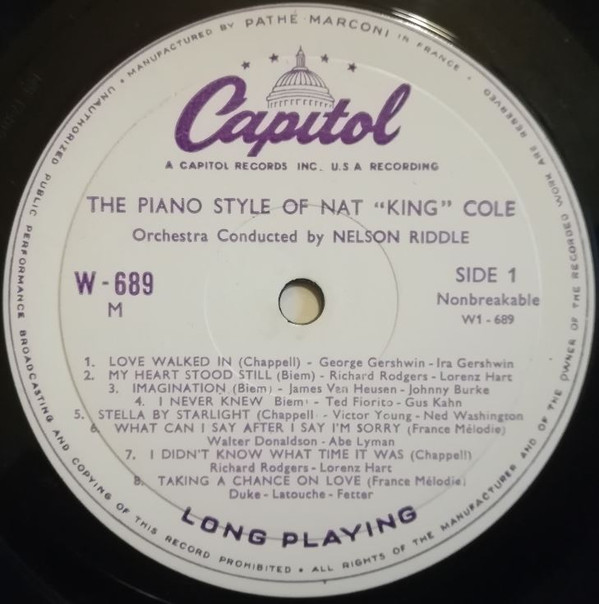 • MANUFACTURED BY PATHÉ MARCONI IN FRANCE •
RESERVED
UNAUTHORIZED PUBLIC PERFORMANCE BROADCASTING AND COPYING OF THIS RECORD PROHIBITED • ALL RIGHTS OF THE MANUFACTURER AND OF THE OWNER OF THE RECORDED WORK ARE
Capitol
A CAPITOL RECORDS INC. U.S A RECORDING
THE PIANO STYLE OF NAT “KING” COLE
Orchestra Conducted by NELSON RIDDLE
W - 689
M
SIDE 1
Nonbreakable
W1 - 689
1. LOVE WALKED IN (Chappell) - George Gershwin - Ira Gershwin
2. MY HEART STOOD STILL (Biem) - Richard Rodgers - Lorenz Hart
3. IMAGINATION (Biem) - James Van Heusen - Johnny Burke
4. I NEVER KNEW Biem) - Ted Fiorito - Gus Kahn
5. STELLA BY STARLIGHT (Chappell) - Victor Young - Ned Washington
6. WHAT CAN I SAY AFTER I SAY I'M SORRY (France Mélodie)
Walter Donaldson - Abe Lyman
7. I DIDN'T KNOW WHAT TIME IT WAS (Chappell)
Richard Rodgers - Lorenz Hart
8. TAKING A CHANCE ON LOVE (France Mélodie)
Duke - Latouche - Fetter
LONG PLAYING